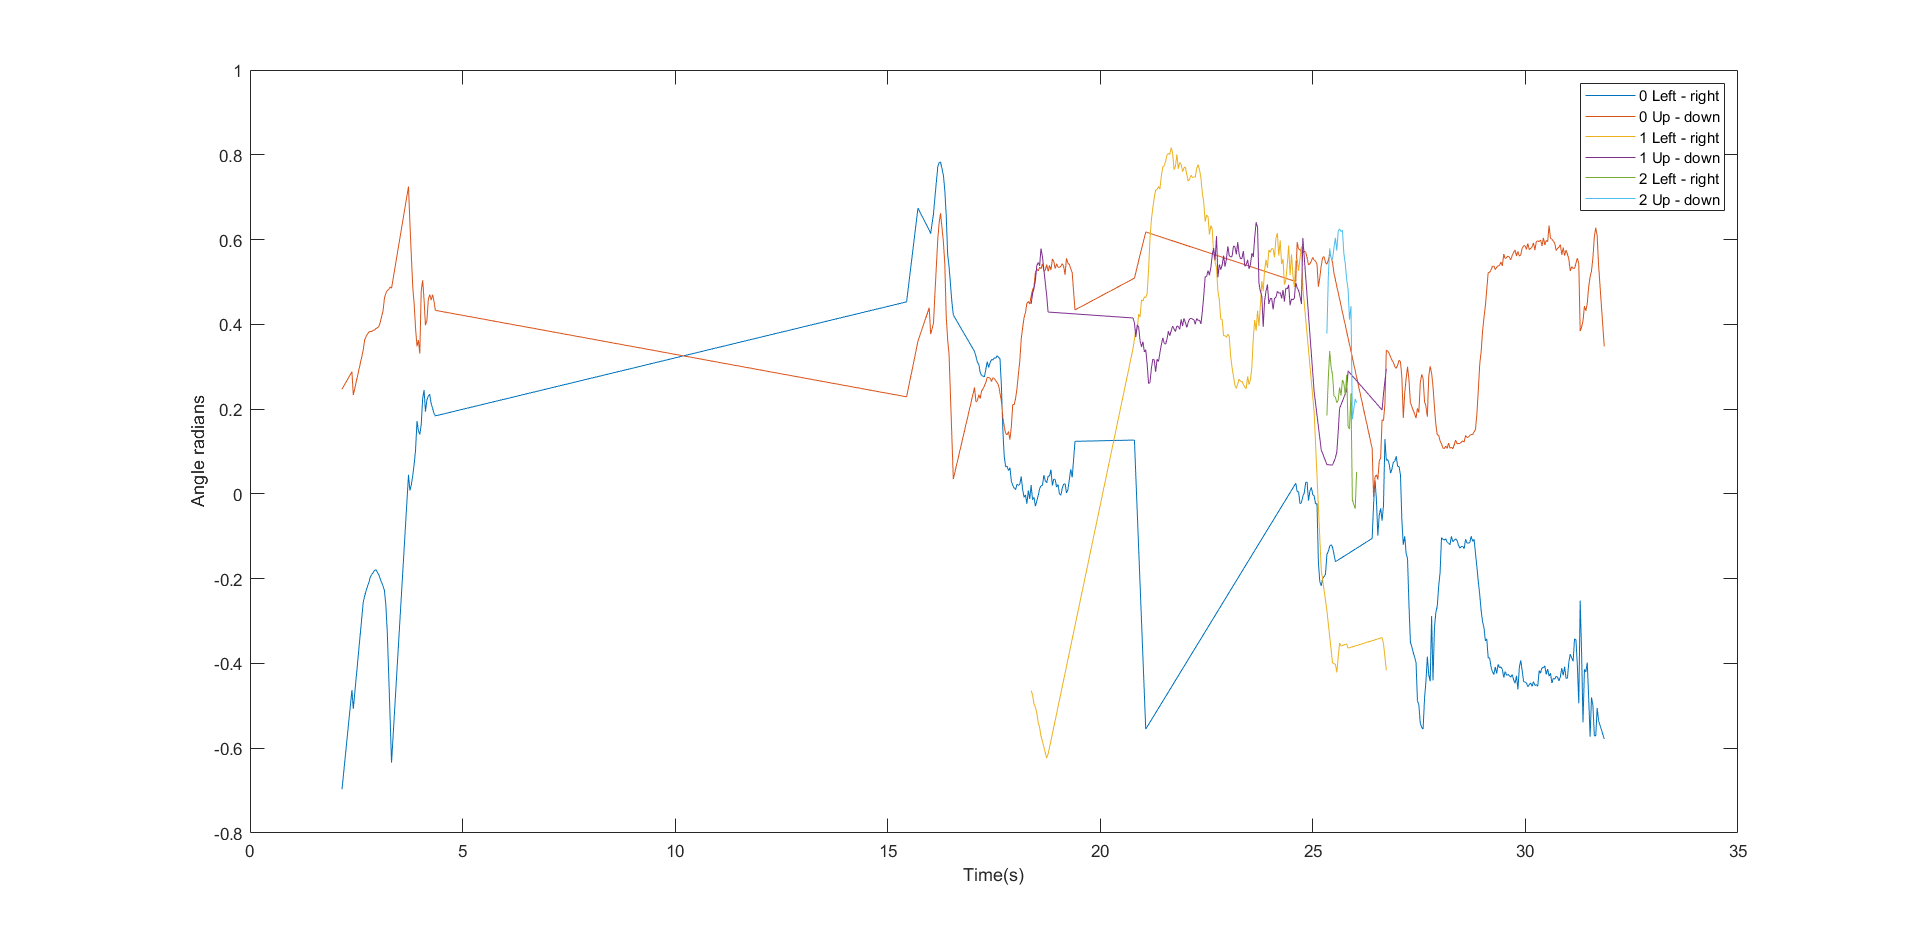 1
0.8
0.6
0.4
0.2
0
-0.2
-0.4
-0.6
-0.8
0 5 10 15 20 25 30 35
Time(s)
Angle radians
0 Left - right
0 Up - down
1 Left - right
1 Up - down
2 Left - right
2 Up - down